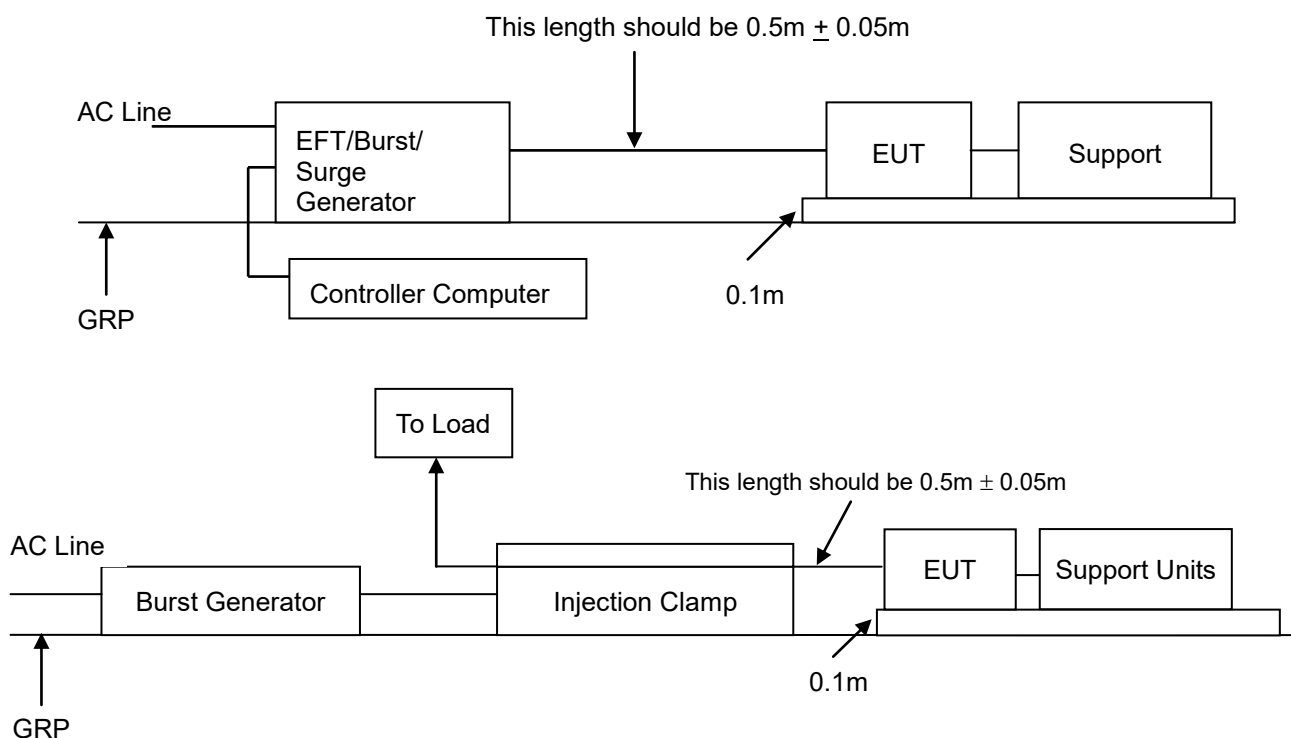 This length should be 0.5m ± 0.05m
AC Line
EFT/Burst/
Surge
Generator
EUT
Support
Controller Computer
0.1m
GRP
To Load
This length should be 0.5m ± 0.05m
AC Line
Burst Generator
Injection Clamp
EUT
Support Units
0.1m
GRP